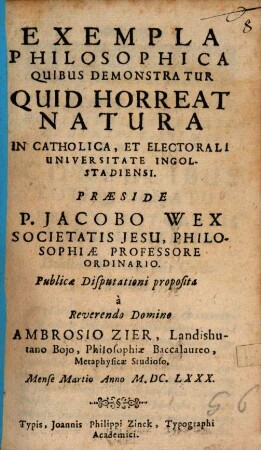 8
EXEMPLA
PHILOSOPHICA
QUIBUS DEMONSTRATUR
QUID HORREAT
NATURA
IN CATHOLICA, ET ELECTORALI
UNIVERSITATE INGOL-
STADIENSI.
PRÆSIDE
P. JACOBO WEX
SOCIETATIS JESU, PHILO-
SOPHIÆ PROFESSORE
ORDINARIO.
Publicæ Disputationi proposita
à
Reverendo Domino
AMBROSIO ZIER, Landishu-
tano Bojo, Philosophiæ Baccalaureo,
Metaphysicæ Studioso,
Mense Martio Anno M. DC. LXXX.
§
56
Typis, Joannis Philippi Zinck, Typographi
Academici.